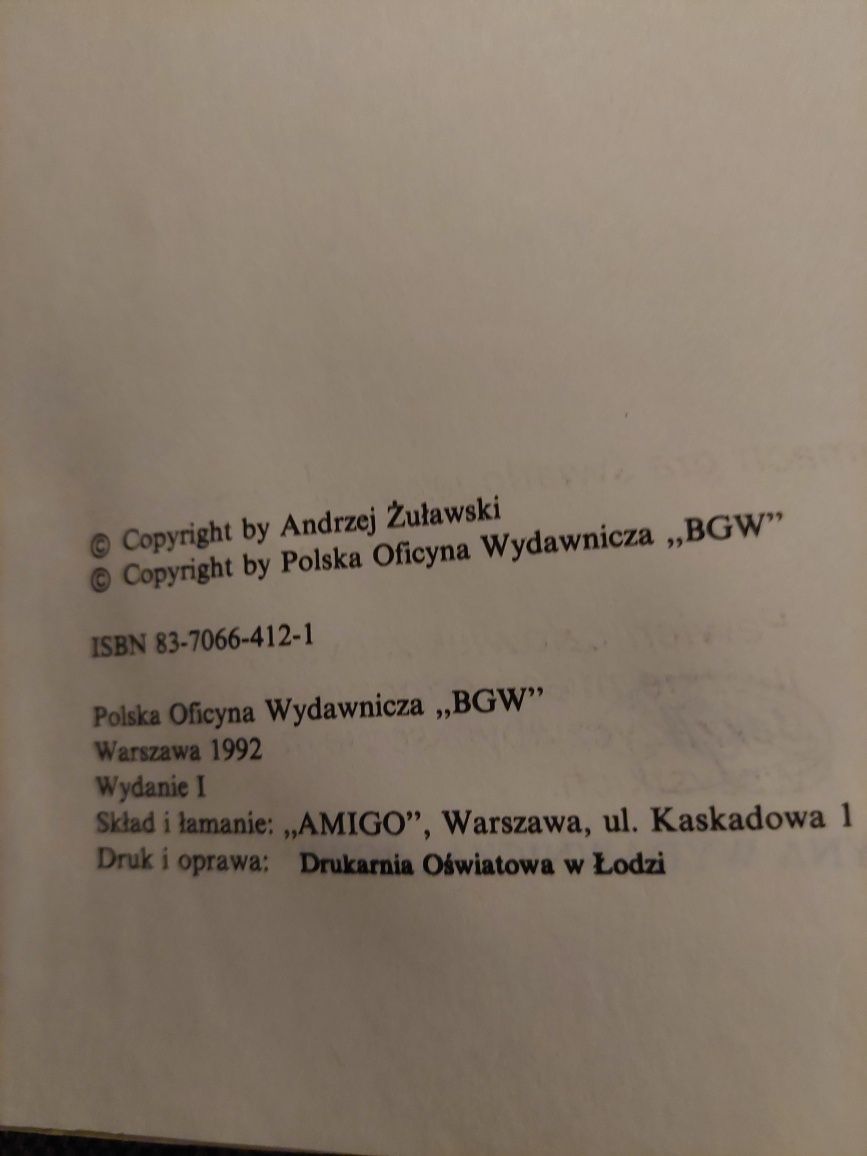 © Copyright by Andrzej Żuławski
© Copyright by Polska Oficyna Wydawnicza „BGW”
ISBN 83-7066-412-1
Polska Oficyna Wydawnicza „BGW”
Warszawa 1992
Wydanie I
Skład i łamanie: „AMIGO”, Warszawa, ul. Kaskadowa 1
Druk i oprawa: Drukarnia Oświatowa w Łodzi